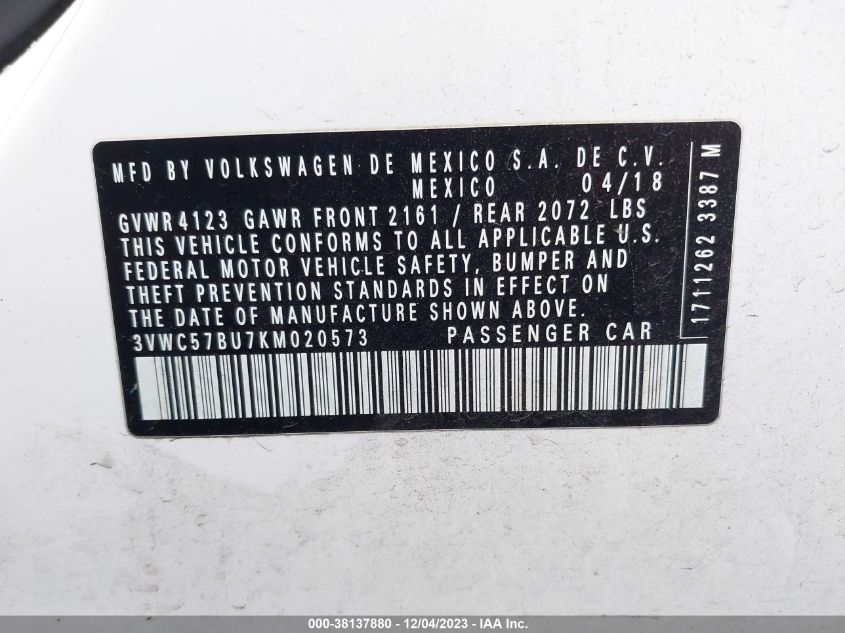 MFD BY VOLKSWAGEN DE MEXICO S.A. DE C.V.
MEXICO 04/18
GVWR 4123 GAWR FRONT 2161 / REAR 2072 LBS
THIS VEHICLE CONFORMS TO ALL APPLICABLE U.S.
FEDERAL MOTOR VEHICLE SAFETY, BUMPER AND
THEFT PREVENTION STANDARDS IN EFFECT ON
THE DATE OF MANUFACTURE SHOWN ABOVE.
3VWC57BU7KM020573 PASSENGER CAR
1711262 3387 M
000-38137880 - 12/04/2023 - IAA Inc.